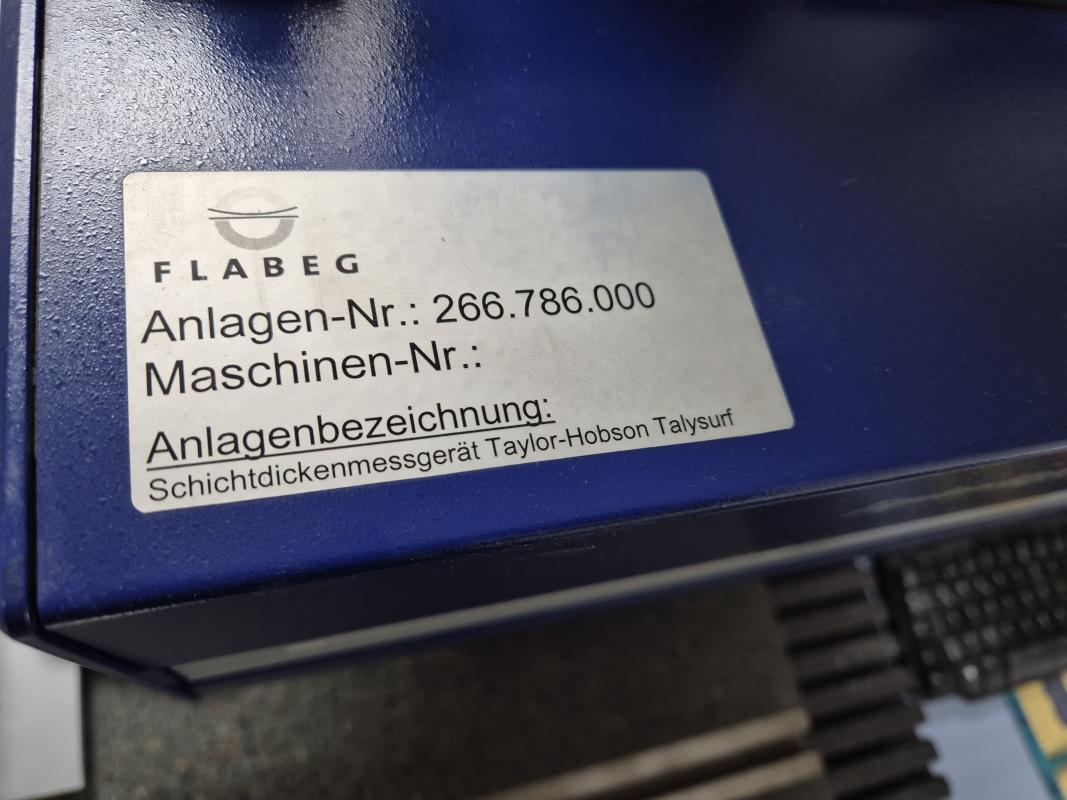 FLABEG
Anlagen-Nr.: 266.786.000
Maschinen-Nr.:
Anlagenbezeichnung:
Schichtdickenmessgerät Taylor-Hobson Talysurf